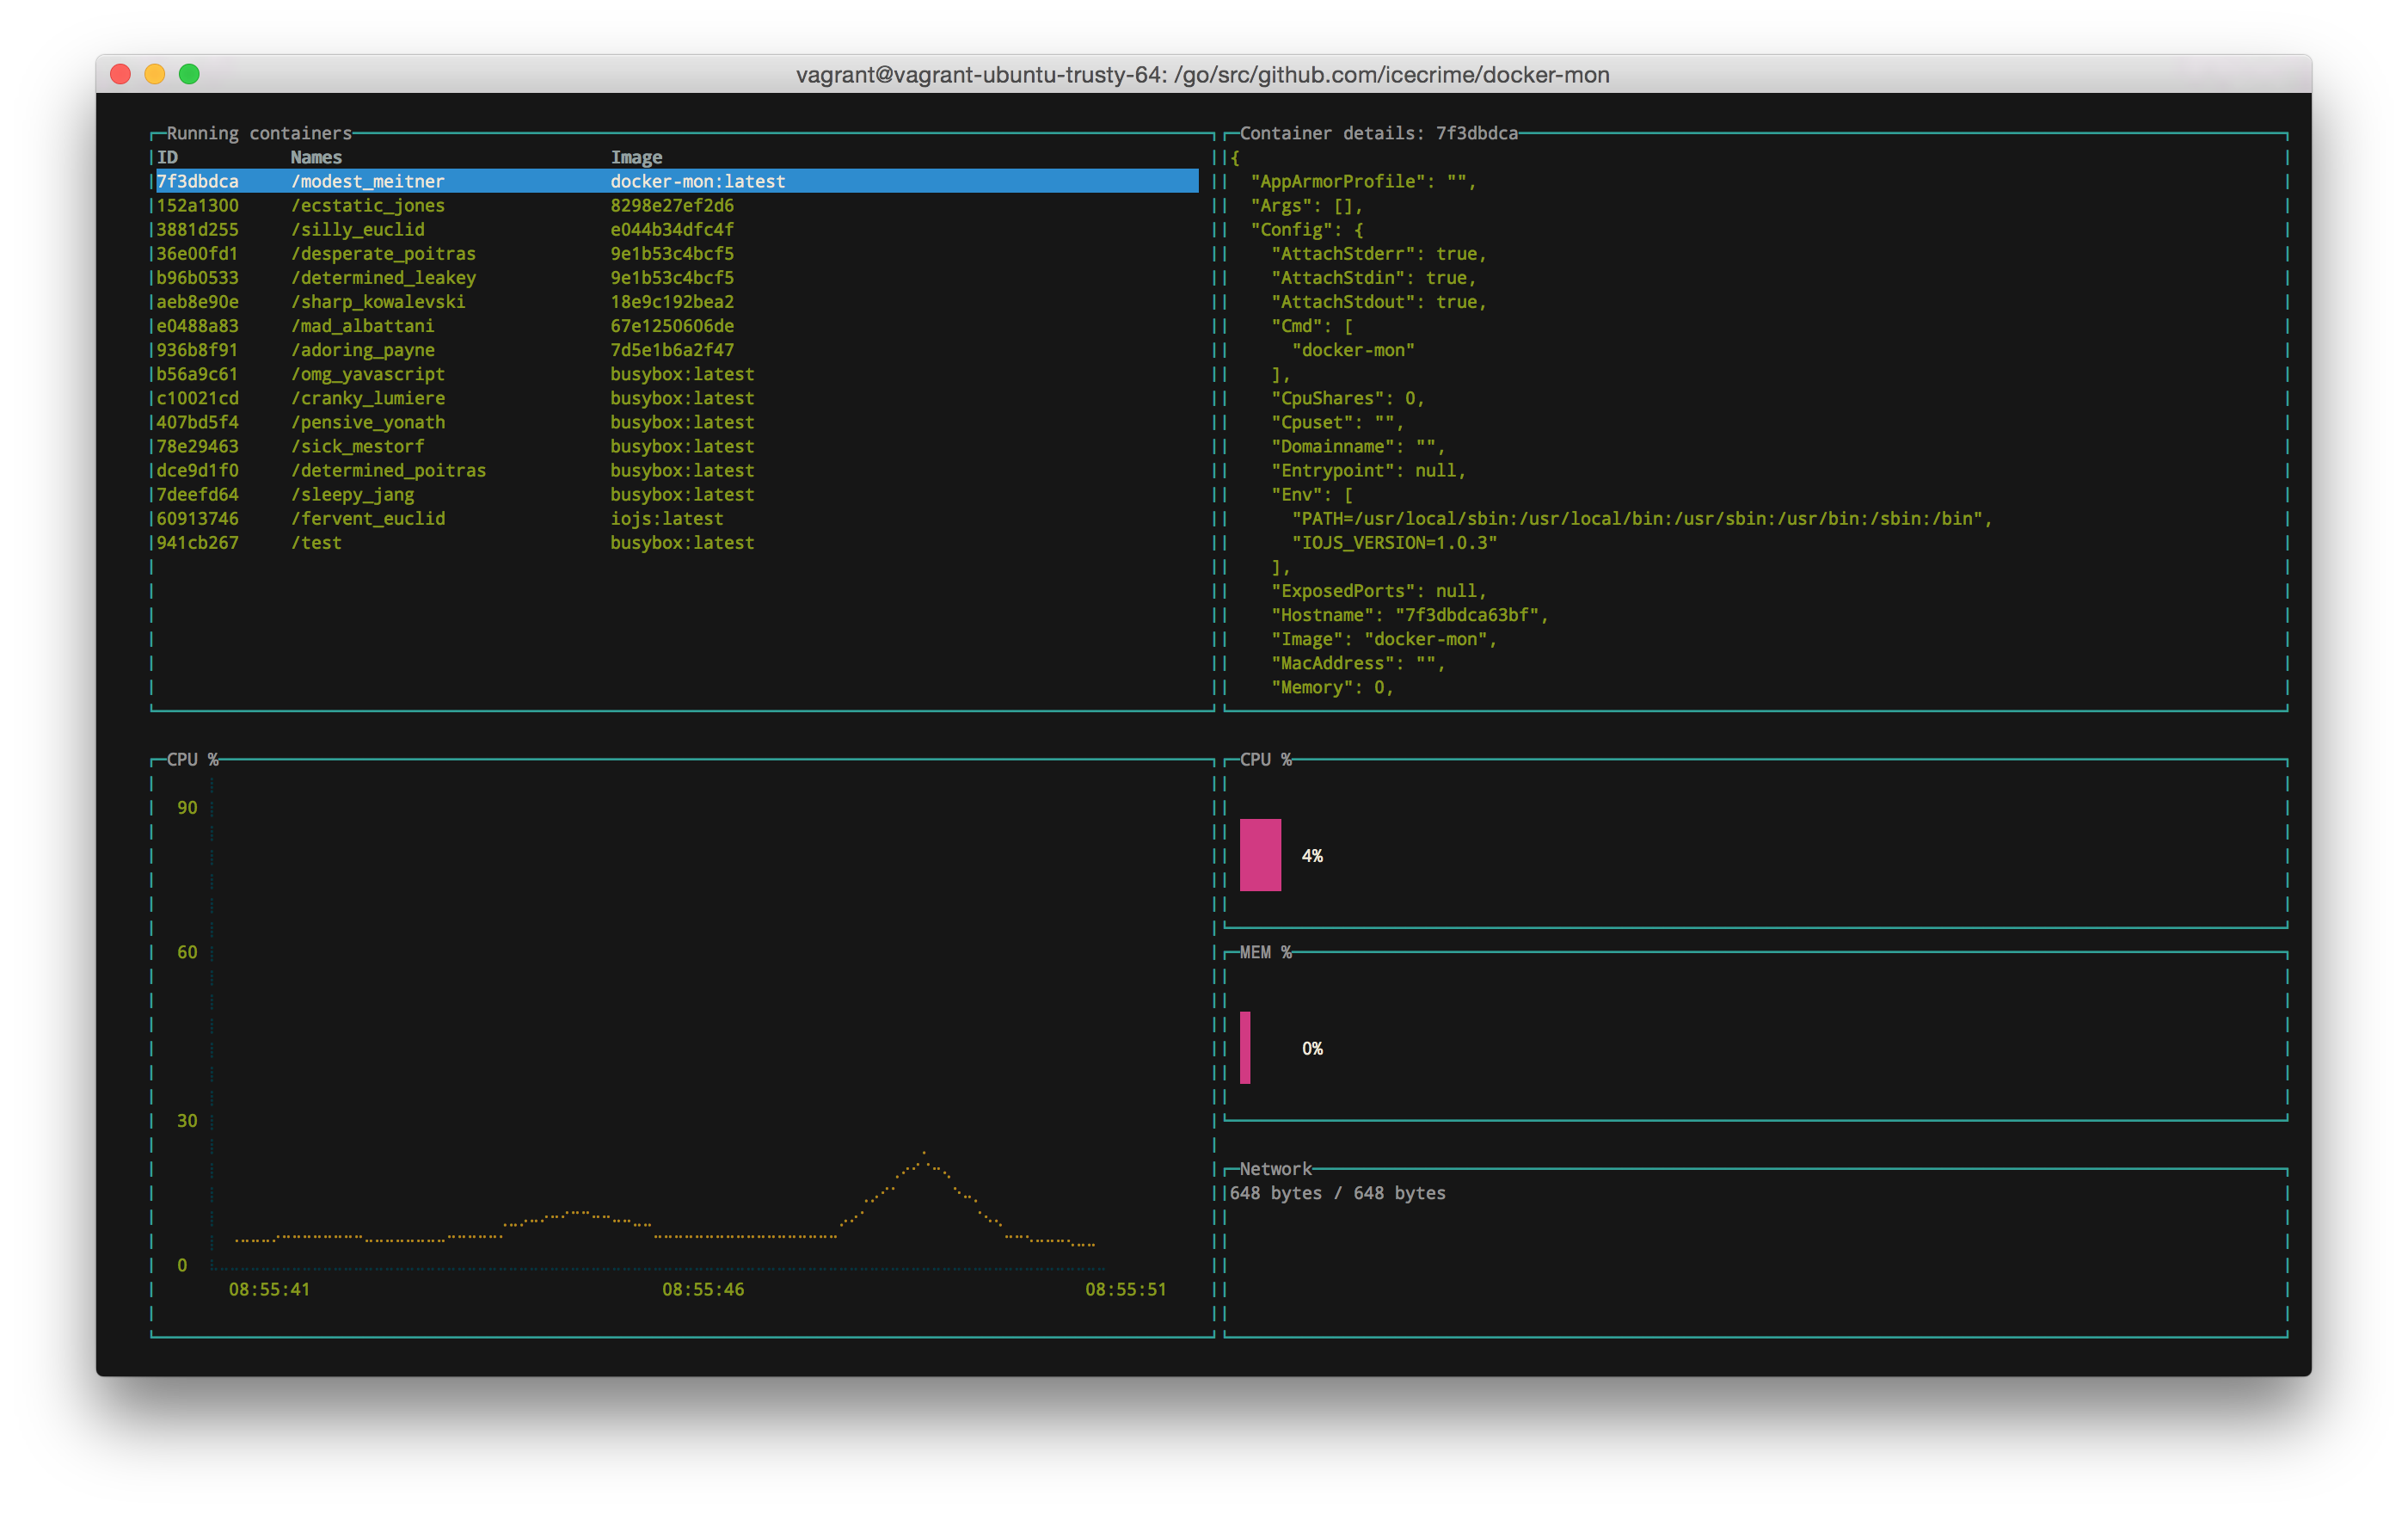 vagrant@vagrant-ubuntu-trusty-64: /go/src/github.com/icecrime/docker-mon
Running containers
ID Names Image
7f3dbdca /modest_meitner docker-mon:latest
152a1300 /ecstatic_jones 8298e27ef2d6
3881d255 /silly_euclid e044b34dfc4f
36e00fd1 /desperate_poitras 9e1b53c4bcf5
b96b0533 /determined_leakey 9e1b53c4bcf5
aeb8e90e /sharp_kowalevski 18e9c192bea2
e0488a83 /mad_albattani 67e1250606de
936b8f91 /adoring_payne 7d5e1b6a2f47
b56a9c61 /omg_yavascript busybox:latest
c10021cd /cranky_lumiere busybox:latest
407bd5f4 /pensive_yonath busybox:latest
78e29463 /sick_mestorf busybox:latest
dce9d1f0 /determined_poitras busybox:latest
7deefd64 /sleepy_jang busybox:latest
60913746 /fervent_euclid iojs:latest
941cb267 /test busybox:latest
Container details: 7f3dbdca
{
"AppArmorProfile": "",
"Args": [],
"Config": {
"AttachStderr": true,
"AttachStdin": true,
"AttachStdout": true,
"Cmd": [
"docker-mon"
],
"CpuShares": 0,
"Cpuset": "",
"Domainname": "",
"Entrypoint": null,
"Env": [
"PATH=/usr/local/sbin:/usr/local/bin:/usr/sbin:/usr/bin:/sbin:/bin",
"IOJS_VERSION=1.0.3"
],
"ExposedPorts": null,
"Hostname": "7f3dbdca63bf",
"Image": "docker-mon",
"MacAddress": "",
"Memory": 0,
CPU %
90
60
30
0
08:55:41 08:55:46 08:55:51
CPU %
4%
MEM %
0%
Network
648 bytes / 648 bytes